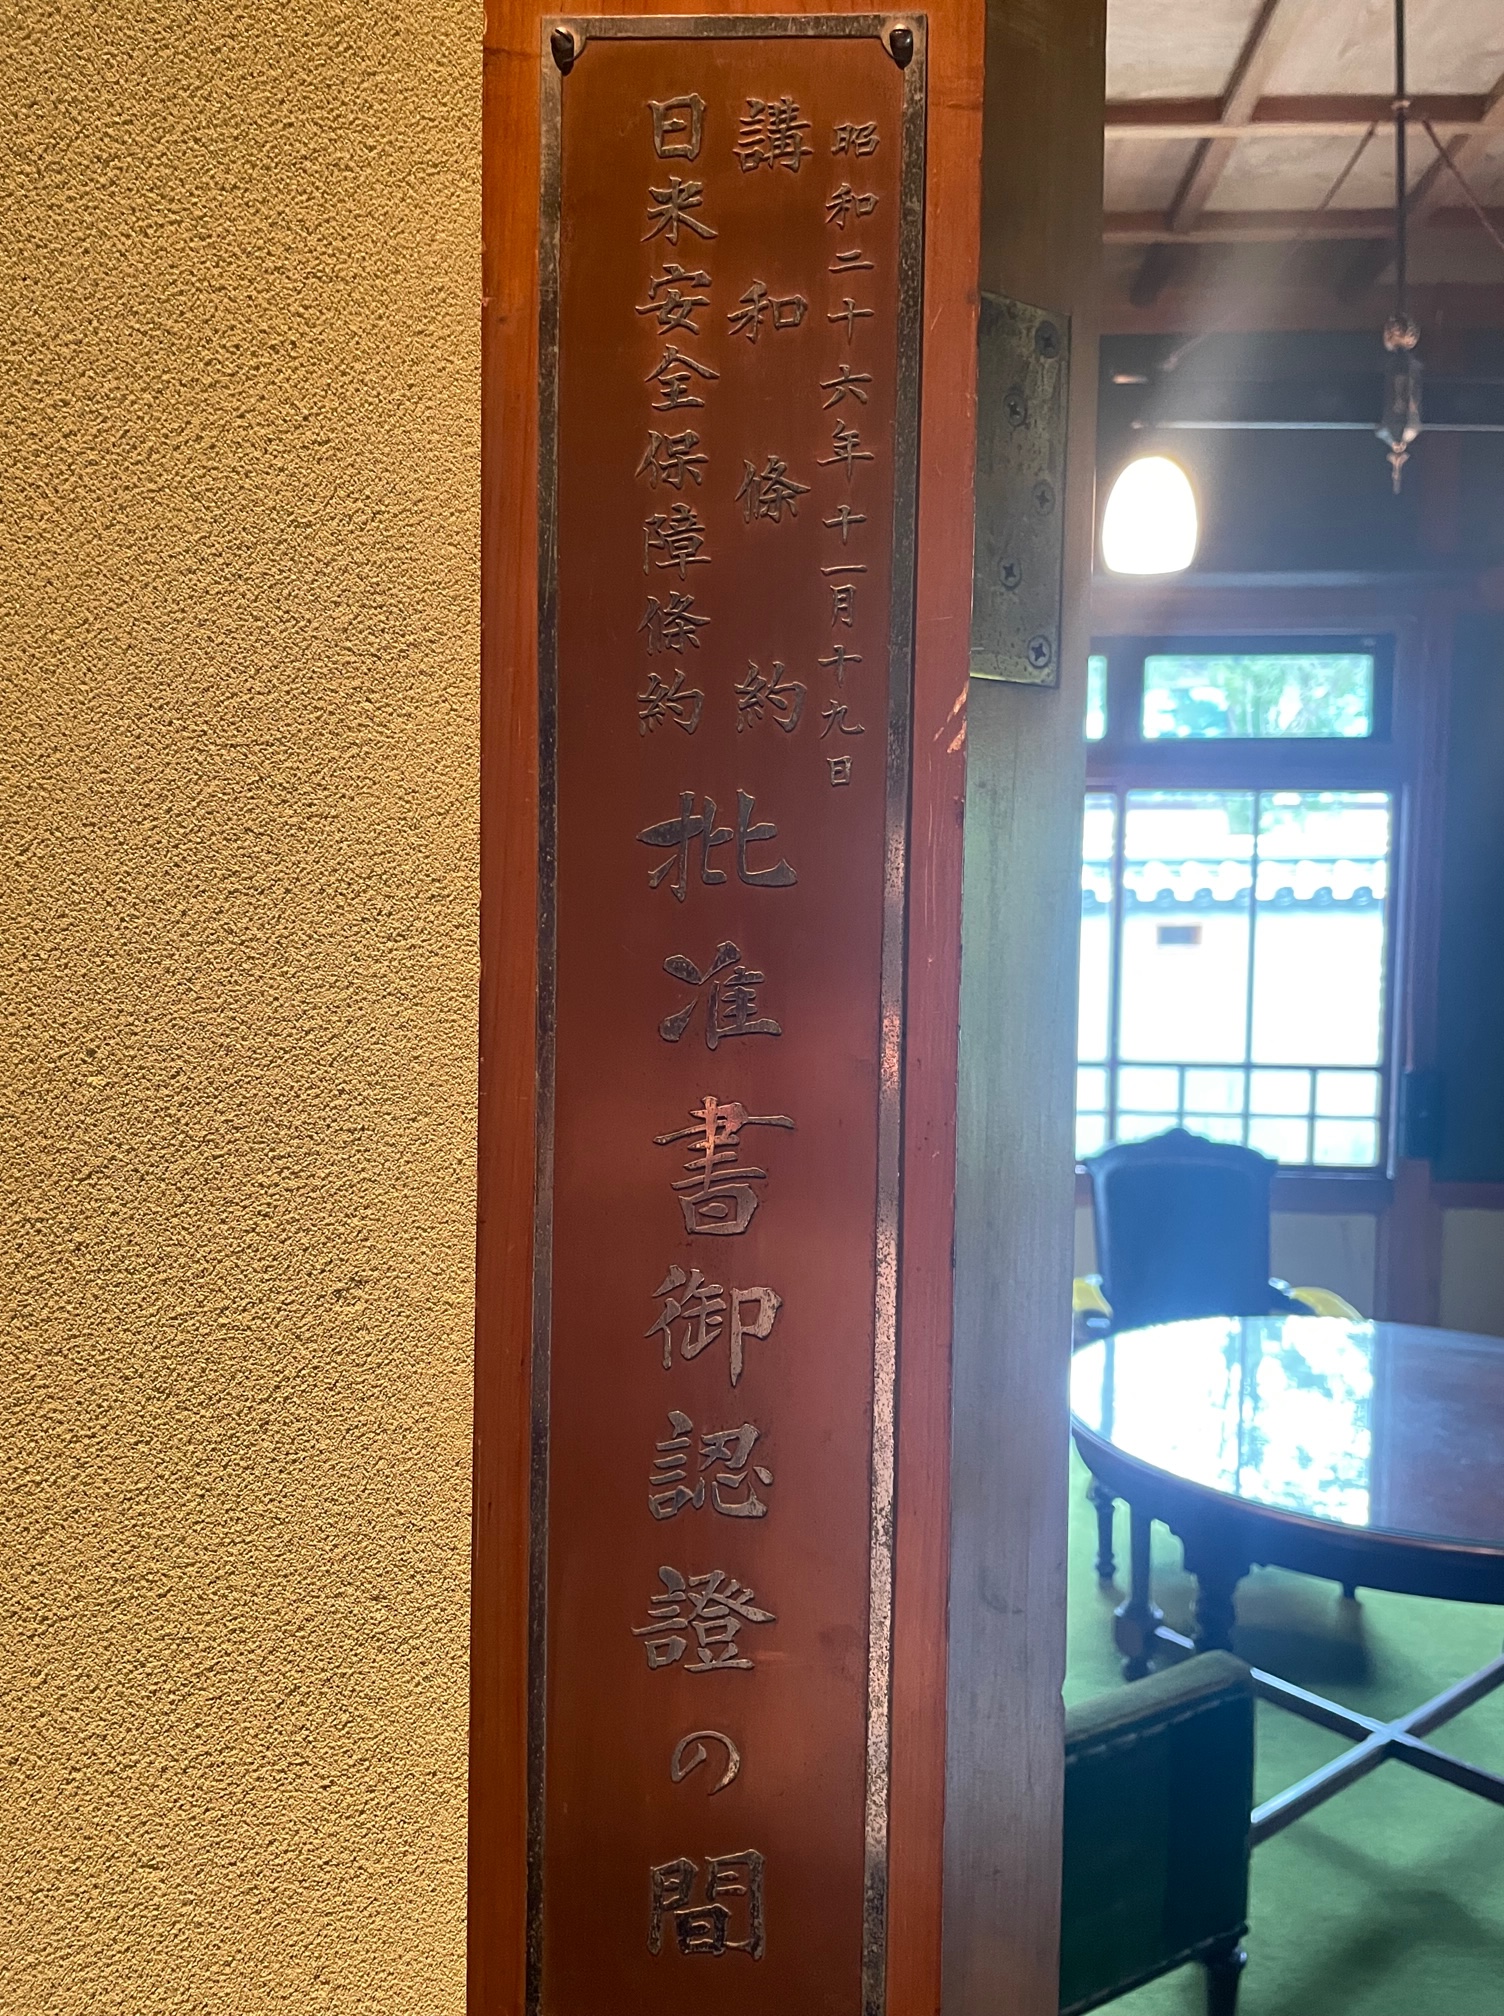 昭和二十六年十一月十九日
講和條約
日米安全保障條約
批准書御認證の間